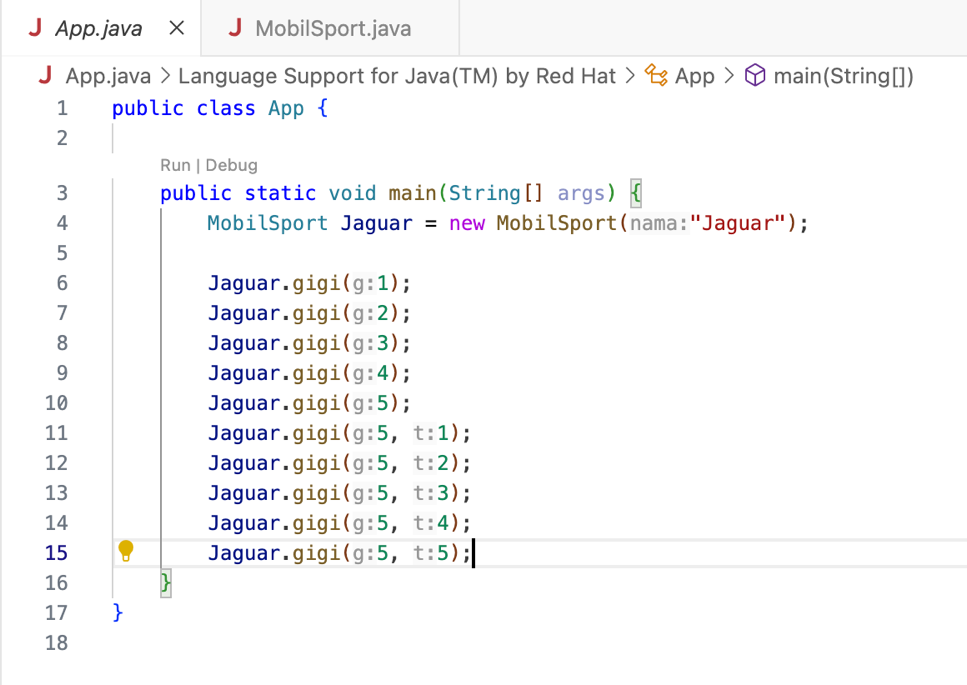 J App.java × J MobilSport.java
J App.java > Language Support for Java(TM) by Red Hat > App > main(String[])
1 public class App {
2
Run | Debug
3 public static void main(String[] args) {
4 MobilSport Jaguar = new MobilSport(nama:"Jaguar");
5
6 Jaguar.gigi(g:1);
7 Jaguar.gigi(g:2);
8 Jaguar.gigi(g:3);
9 Jaguar.gigi(g:4);
10 Jaguar.gigi(g:5);
11 Jaguar.gigi(g:5, t:1);
12 Jaguar.gigi(g:5, t:2);
13 Jaguar.gigi(g:5, t:3);
14 Jaguar.gigi(g:5, t:4);
15 Jaguar.gigi(g:5, t:5);
16 }
17 }
18